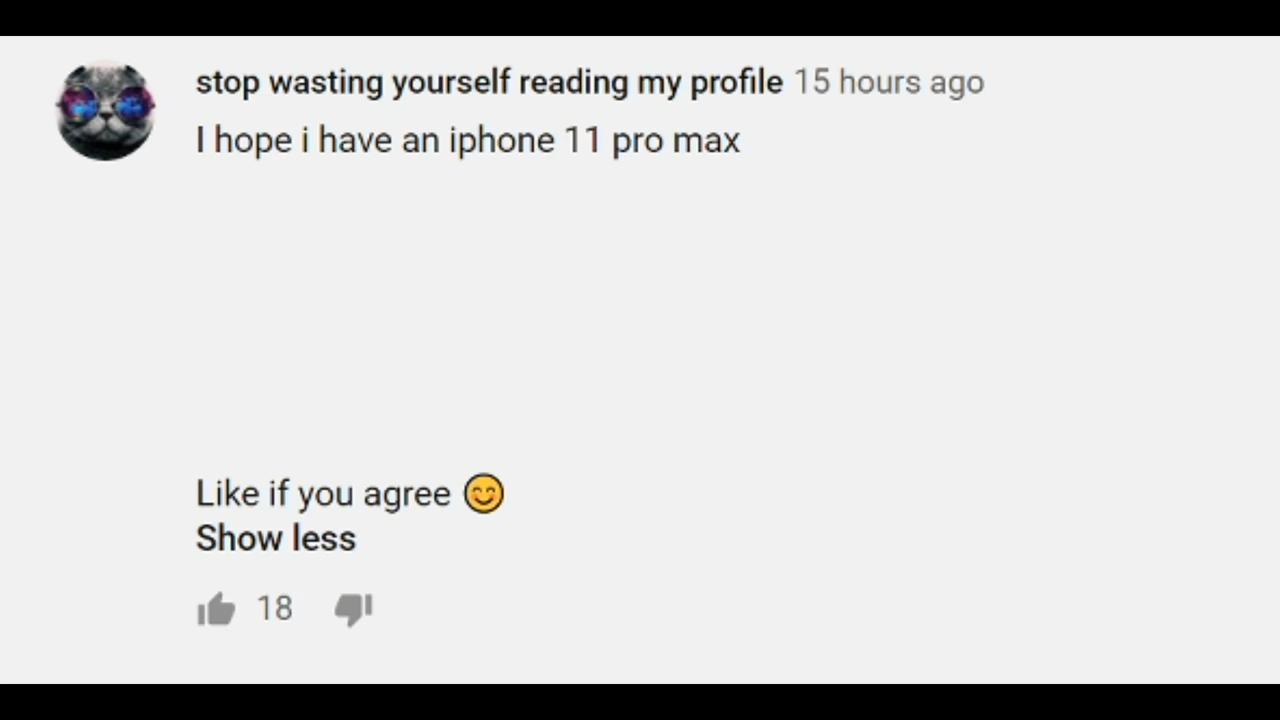 stop wasting yourself reading my profile 15 hours ago
I hope i have an iphone 11 pro max
Like if you agree 😊
Show less
18